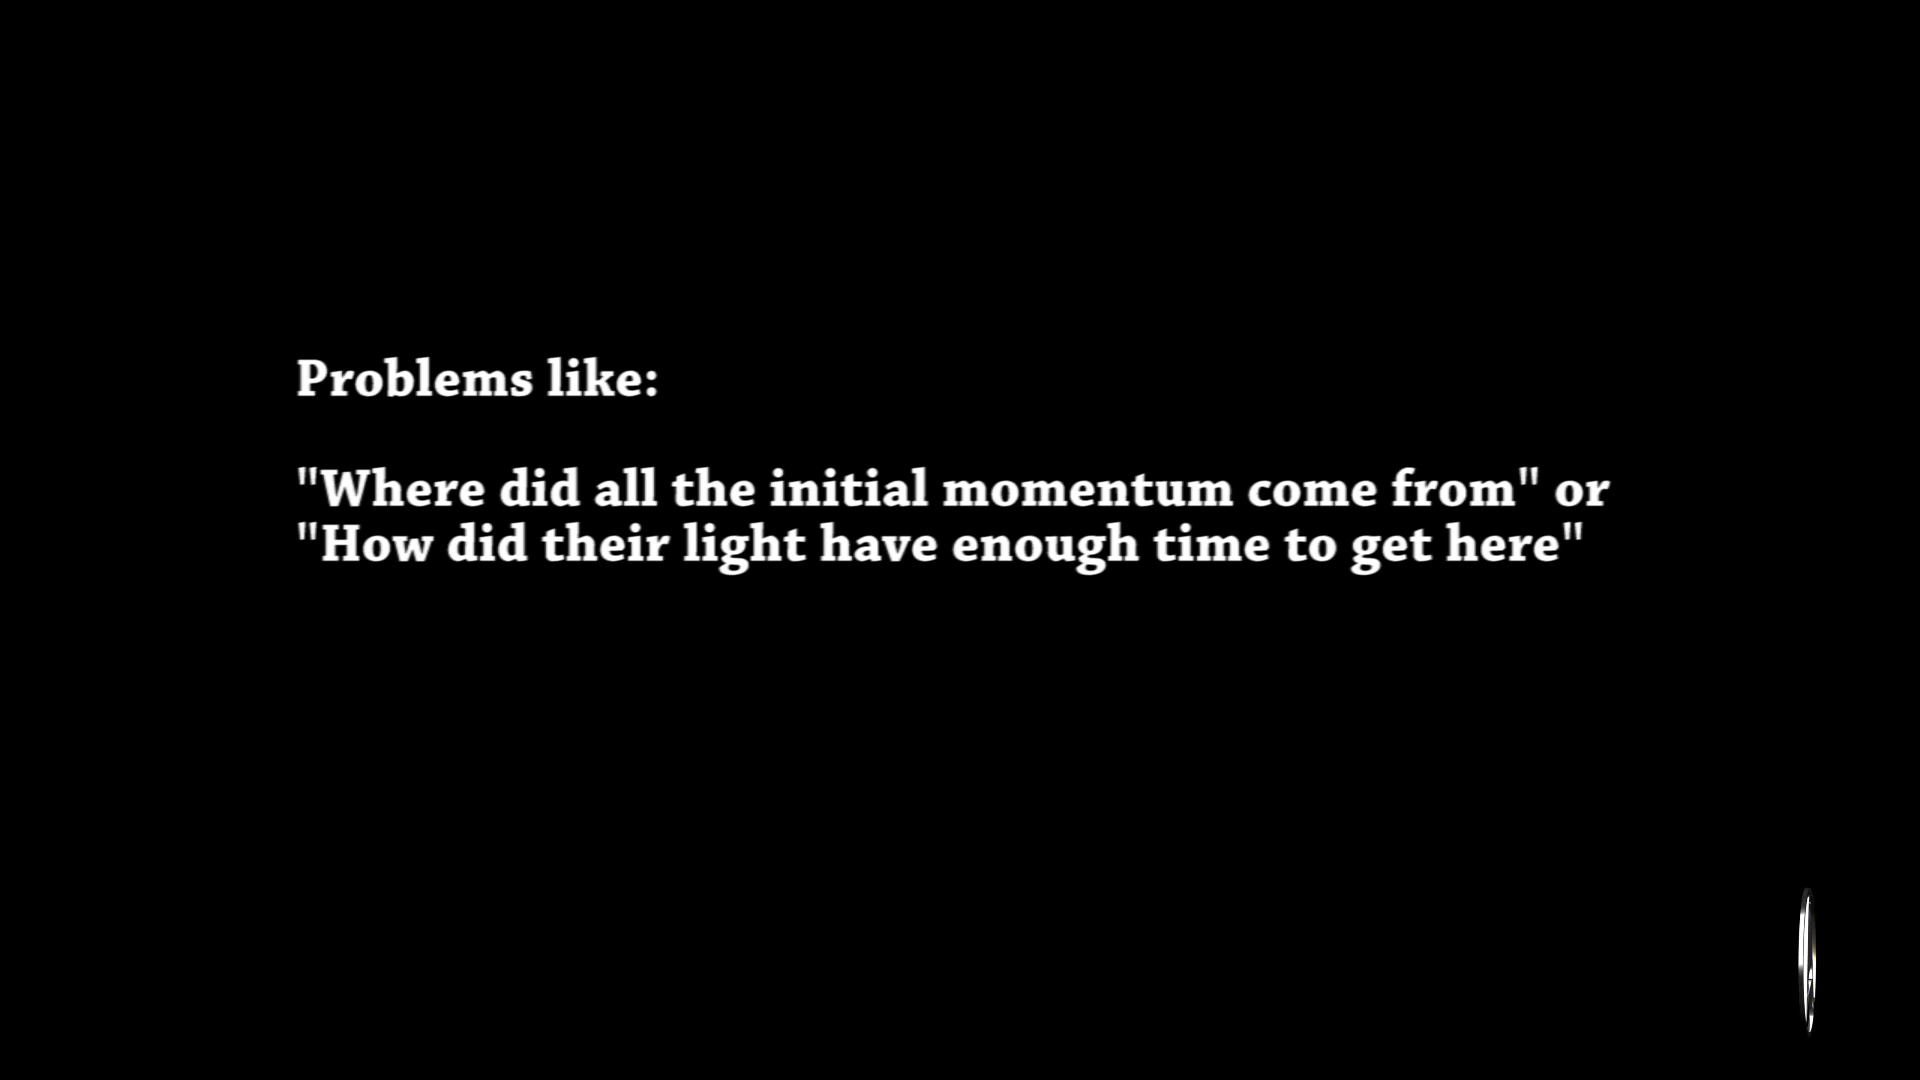 Problems like:
"Where did all the initial momentum come from" or
"How did their light have enough time to get here"